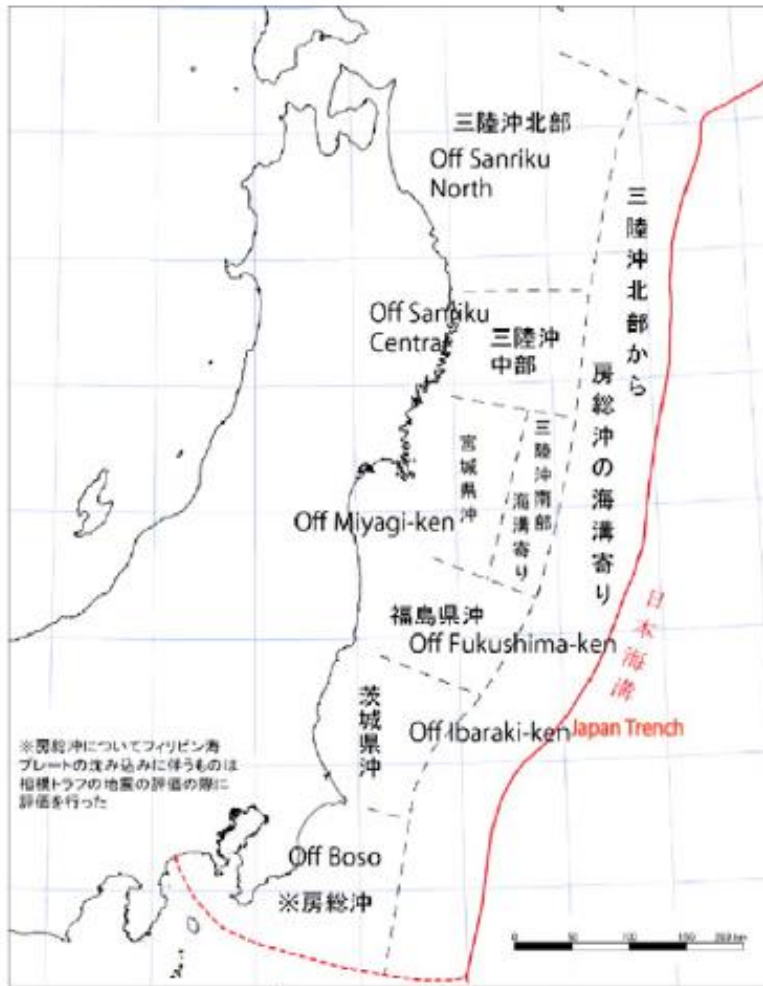 三陸沖北部
Off Sanriku
North
三陸沖北部から
房総沖の海溝寄り
Off Sanriku
Central
三陸沖
中部
宮城県沖
三陸沖南部
海溝寄り
Off Miyagi-ken
福島県沖
Off Fukushima-ken
日本海溝
Japan Trench
茨城県沖
Off Ibaraki-ken
※房総沖についてフィリピン海
プレートの沈み込みに伴うものは
相模トラフの地震の評価の際に
評価を行った
Off Boso
※房総沖
0 50 100 150 200 km